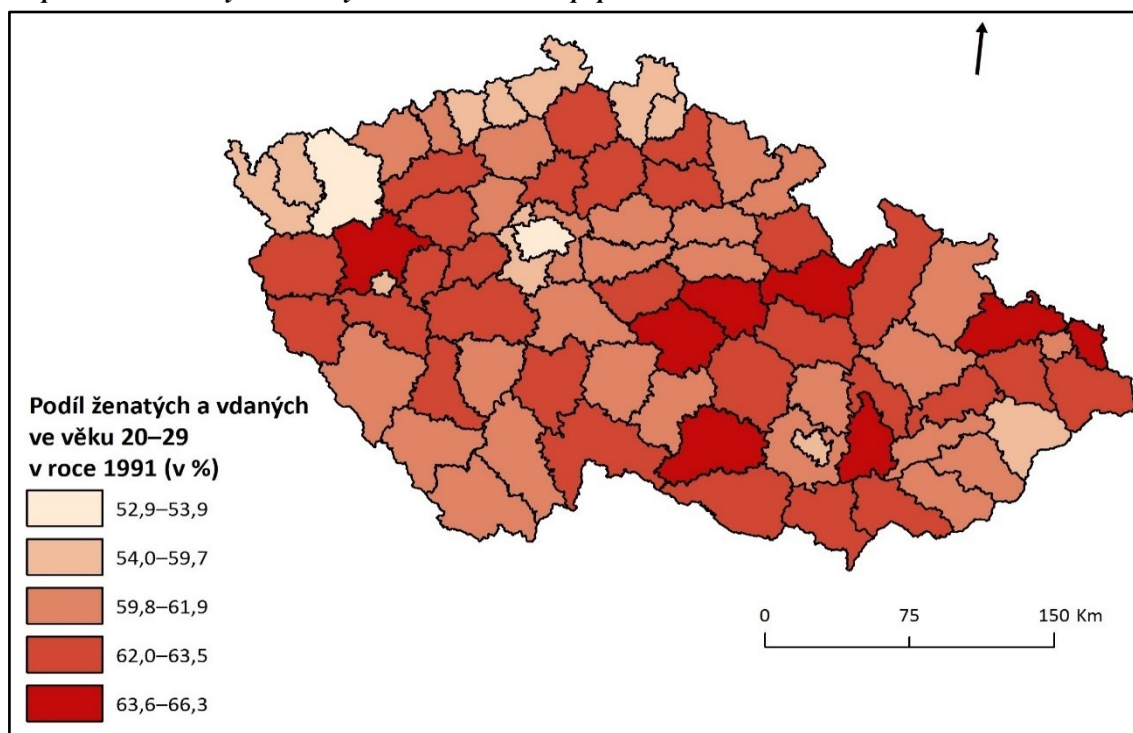 Podíl ženatých a vdaných
ve věku 20–29
v roce 1991 (v %)
52,9–53,9
54,0–59,7
59,8–61,9
62,0–63,5
63,6–66,3
0 75 150 Km